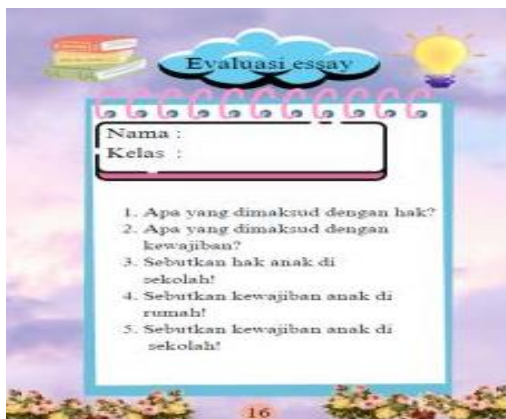 Evaluasi essay
Nama :
Kelas :
1. Apa yang dimaksud dengan hak?
2. Apa yang dimaksud dengan
kewajiban?
3. Sebutkan hak anak di
sekolah!
4. Sebutkan kewajiban anak di
rumah!
5. Sebutkan kewajiban anak di
sekolah!
16